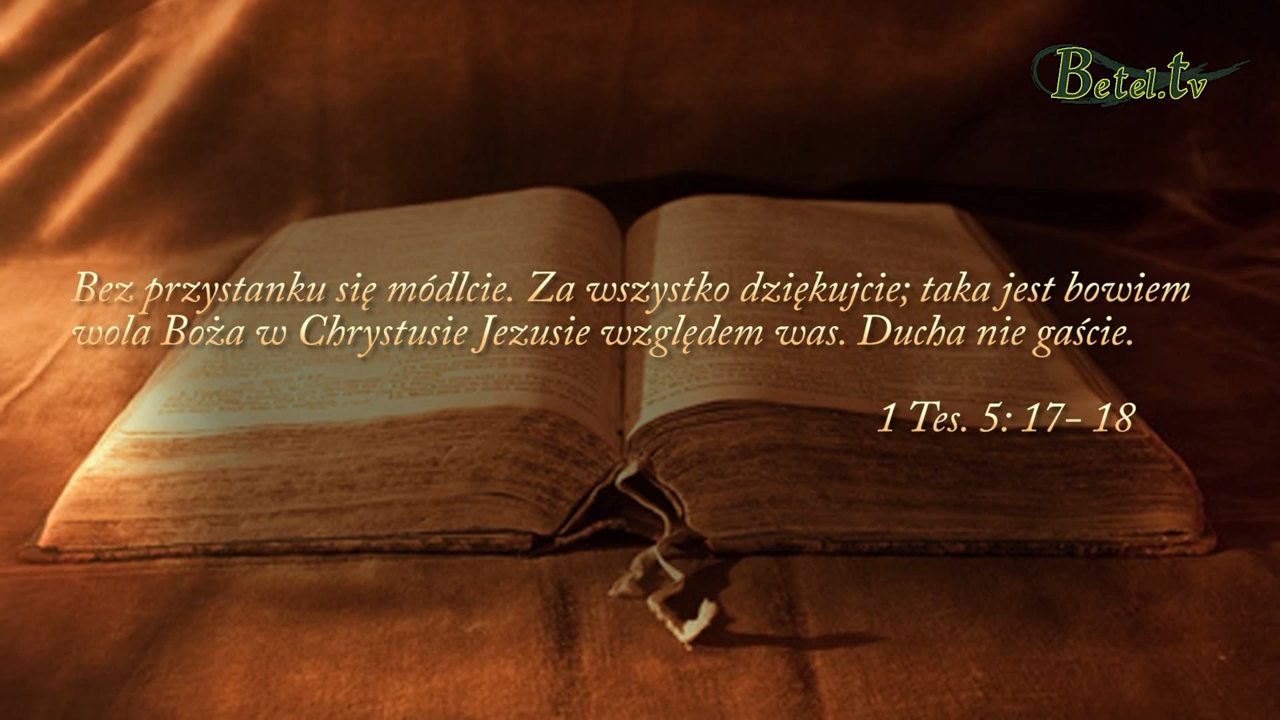 Betel.tv
Bez przystanku się módlcie. Za wszystko dziękujcie; taka jest bowiem
wola Boża w Chrystusie Jezusie względem was. Ducha nie gaście.
1 Tes. 5: 17- 18